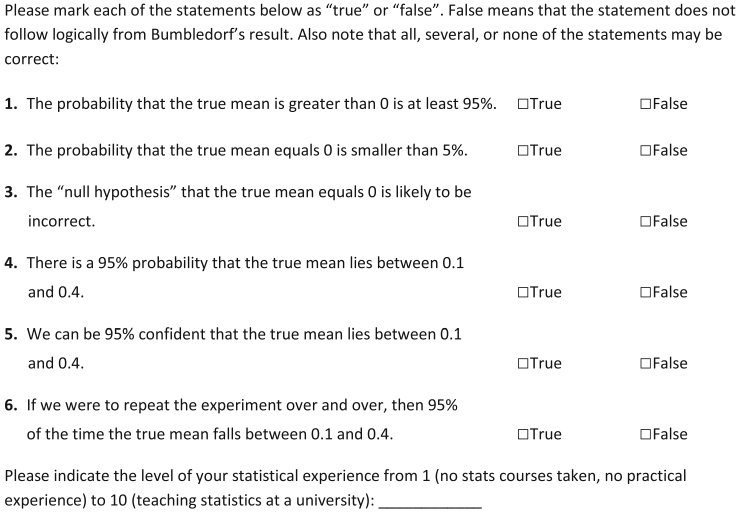 Please mark each of the statements below as “true” or “false”. False means that the statement does not
follow logically from Bumbledorf’s result. Also note that all, several, or none of the statements may be
correct:
1. The probability that the true mean is greater than 0 is at least 95%. □True □False
2. The probability that the true mean equals 0 is smaller than 5%. □True □False
3. The “null hypothesis” that the true mean equals 0 is likely to be
incorrect. □True □False
4. There is a 95% probability that the true mean lies between 0.1
and 0.4. □True □False
5. We can be 95% confident that the true mean lies between 0.1
and 0.4. □True □False
6. If we were to repeat the experiment over and over, then 95%
of the time the true mean falls between 0.1 and 0.4. □True □False
Please indicate the level of your statistical experience from 1 (no stats courses taken, no practical
experience) to 10 (teaching statistics at a university): ____________